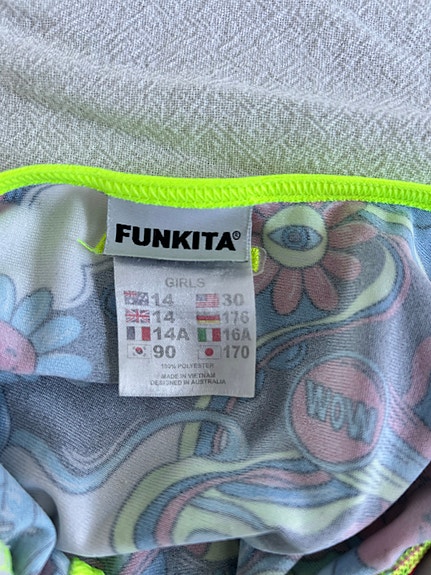 FUNKITA®
GIRLS
14 30
14 176
14A 16A
90 170
100% POLYESTER
MADE IN VIETNAM
DESIGNED IN AUSTRALIA
WOW